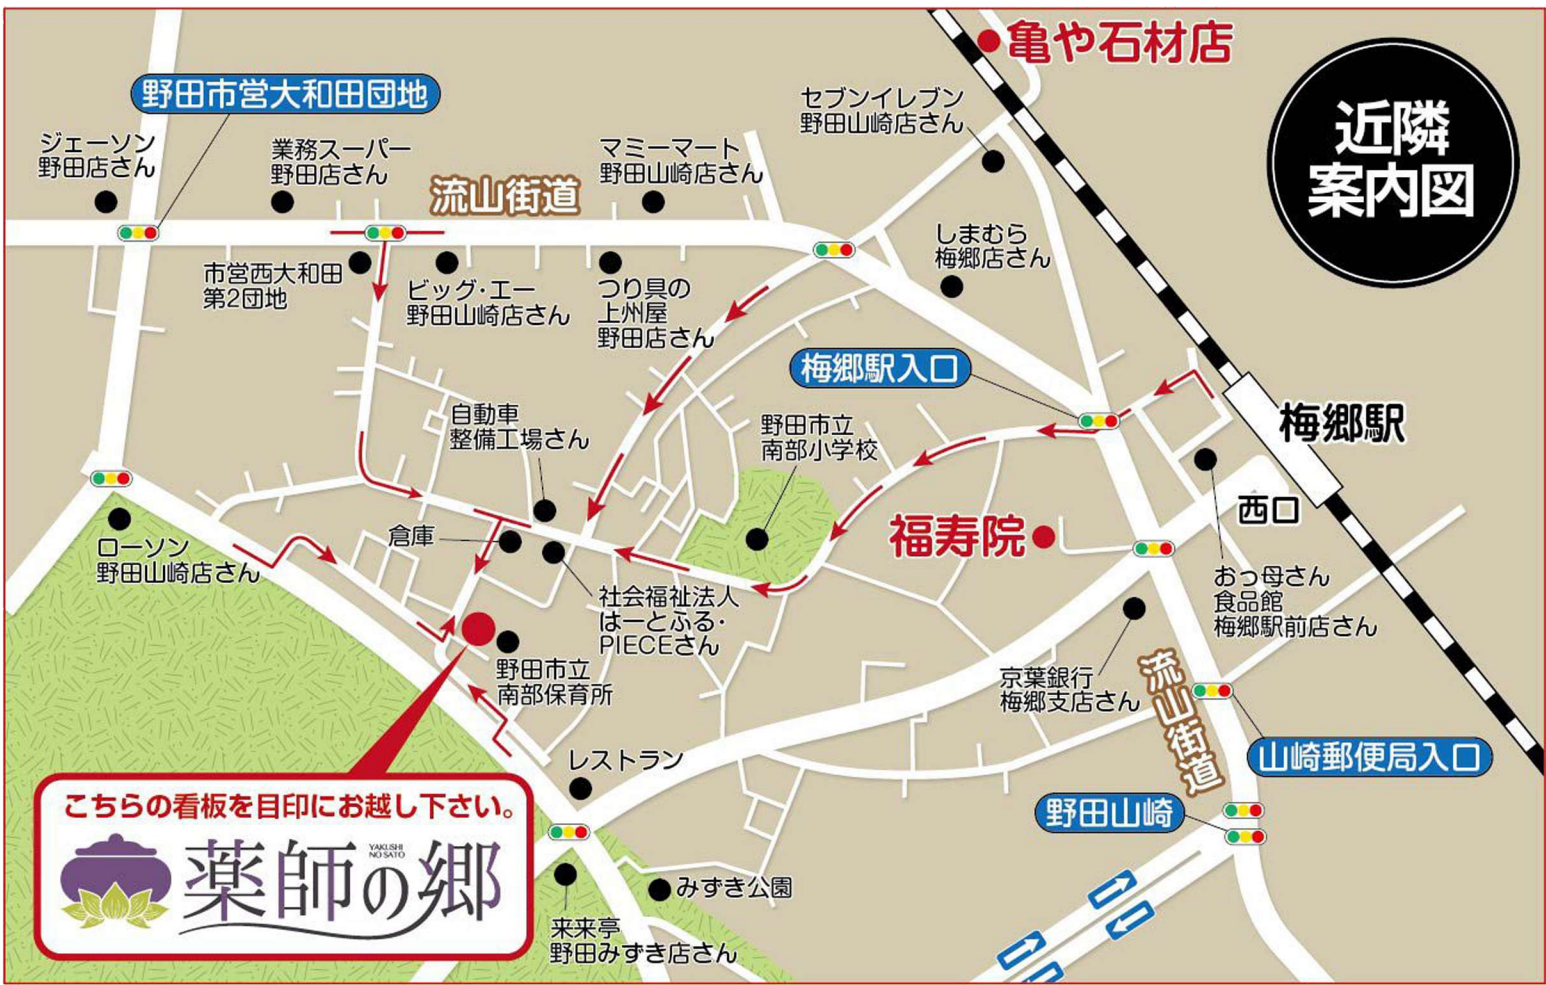 亀や石材店
近隣
案内図
野田市営大和田団地
セブンイレブン
野田山崎店さん
ジェーソン
野田店さん
業務スーパー
野田店さん
マミーマート
野田山崎店さん
流山街道
しまむら
梅郷店さん
市営西大和田
第2団地
ビッグ・エー
野田山崎店さん
つり具の
上州屋
野田店さん
梅郷駅入口
梅郷駅
自動車
整備工場さん
野田市立
南部小学校
西口
倉庫
福寿院
ローソン
野田山崎店さん
おっ母さん
食品館
梅郷駅前店さん
社会福祉法人
はーとふる・
PIECEさん
野田市立
南部保育所
京葉銀行
梅郷支店さん
流山街道
山崎郵便局入口
レストラン
野田山崎
こちらの看板を目印にお越し下さい。
YAKUSHI
NO SATO
薬師の郷
みずき公園
来来亭
野田みずき店さん